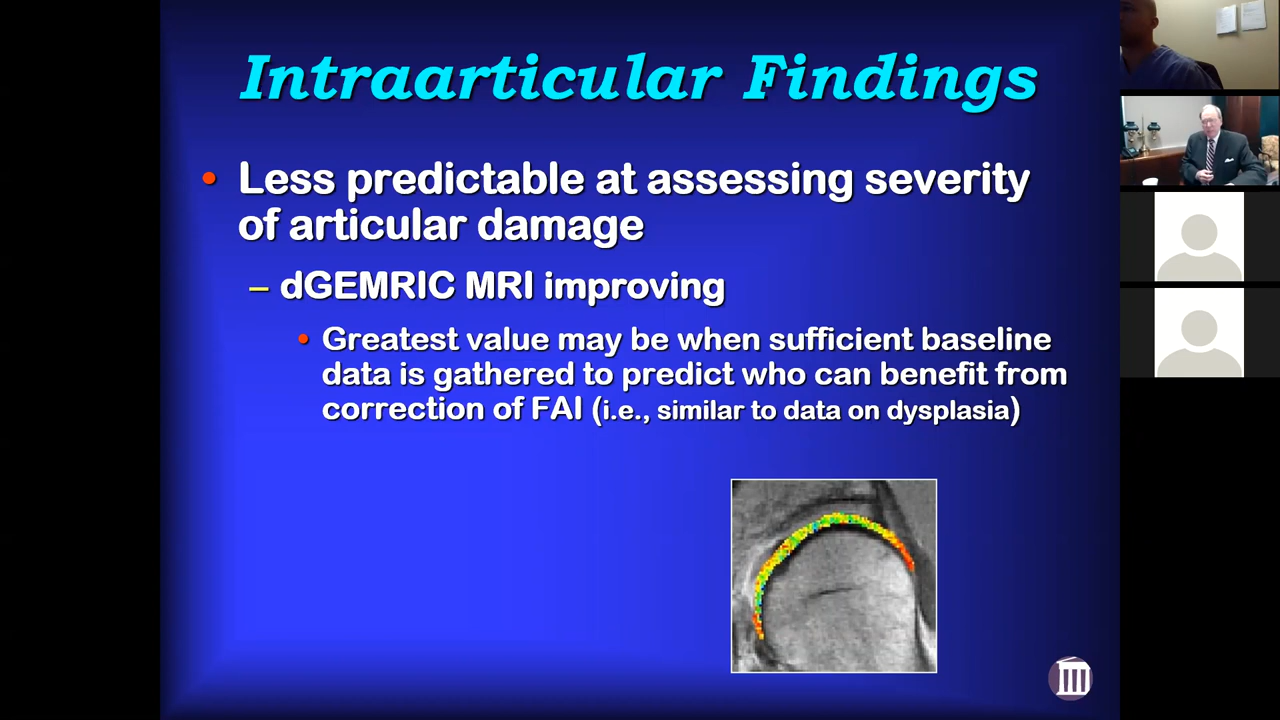 Intraarticular Findings
• Less predictable at assessing severity
of articular damage
– dGEMRIC MRI improving
• Greatest value may be when sufficient baseline
data is gathered to predict who can benefit from
correction of FAI (i.e., similar to data on dysplasia)